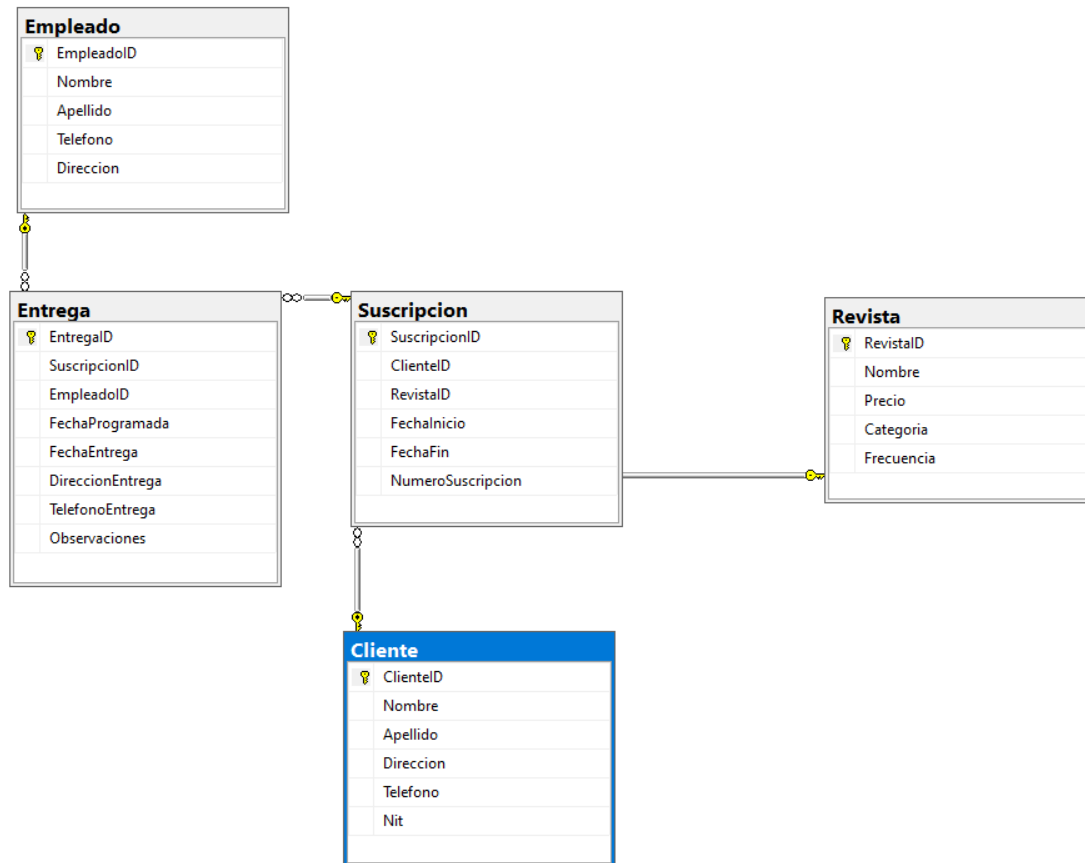 Empleado
EmpleadoID
Nombre
Apellido
Telefono
Direccion
Entrega
EntregaID
SuscripcionID
EmpleadoID
FechaProgramada
FechaEntrega
DireccionEntrega
TelefonoEntrega
Observaciones
Suscripcion
SuscripcionID
ClienteID
RevistaID
FechaInicio
FechaFin
NumeroSuscripcion
Revista
RevistaID
Nombre
Precio
Categoria
Frecuencia
Cliente
ClienteID
Nombre
Apellido
Direccion
Telefono
Nit